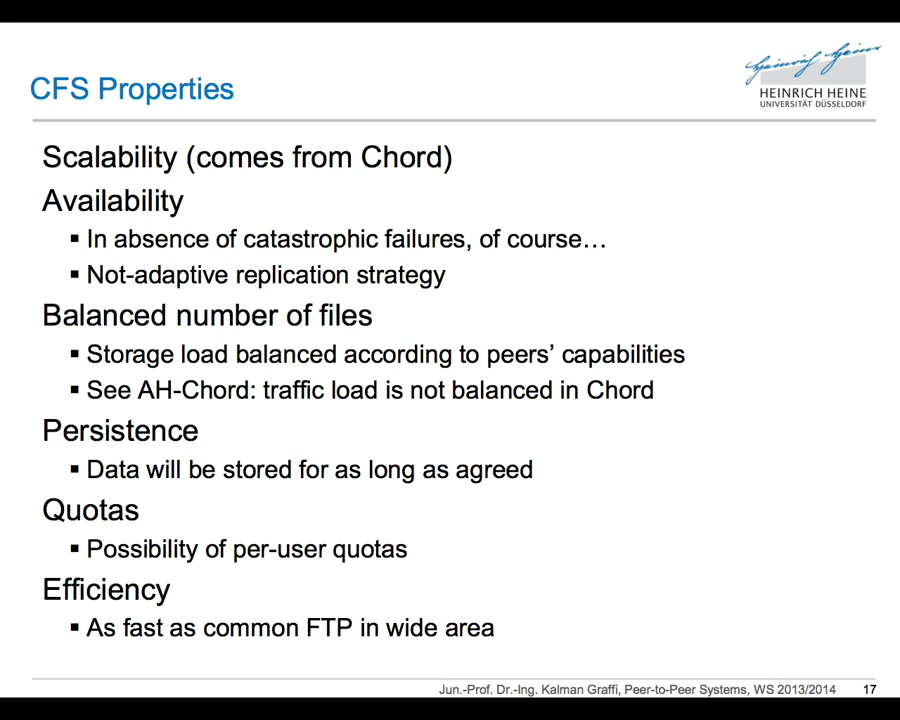 CFS Properties
Heinrich Heine
HEINRICH HEINE
UNIVERSITÄT DÜSSELDORF
Scalability (comes from Chord)
Availability
▪ In absence of catastrophic failures, of course…
▪ Not-adaptive replication strategy
Balanced number of files
▪ Storage load balanced according to peers’ capabilities
▪ See AH-Chord: traffic load is not balanced in Chord
Persistence
▪ Data will be stored for as long as agreed
Quotas
▪ Possibility of per-user quotas
Efficiency
▪ As fast as common FTP in wide area
Jun.-Prof. Dr.-Ing. Kalman Graffi, Peer-to-Peer Systems, WS 2013/2014 17